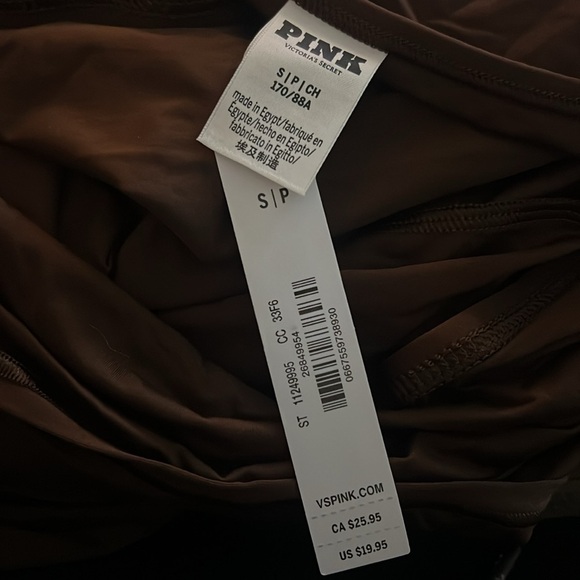 PINK
VICTORIA'S SECRET
S|P|CH
170/88A
made in Egypt/fabriqué en
Égypte/hecho en Egipto/
fabbricato in Egitto/
埃及制造
S|P
ST 11249995 CC 33F6
26849954
0667559738930
VSPINK.COM
CA $25.95
US $19.95